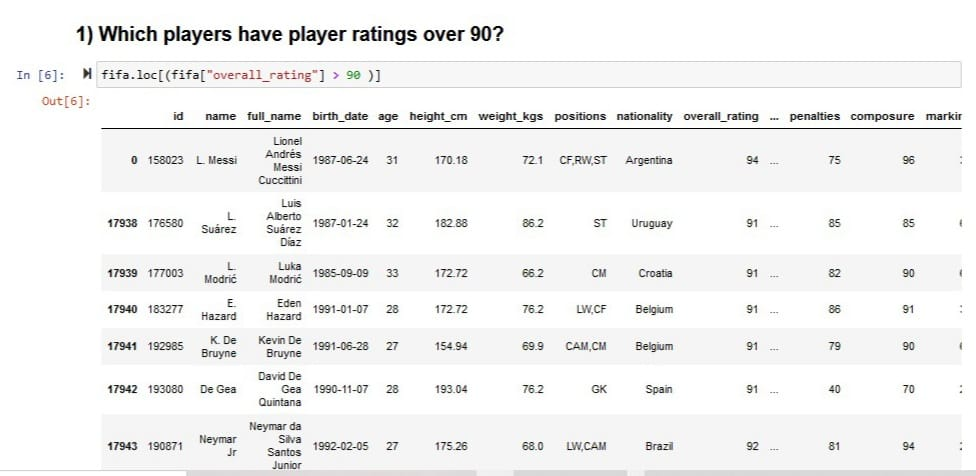 1) Which players have player ratings over 90?
In [6]: fifa.loc[(fifa["overall_rating"] > 90 )]
Out[6]:
id name full_name birth_date age height_cm weight_kgs positions nationality overall_rating ... penalties composure
0 158023 L. Messi Lionel Andrés Messi Cuccittini 1987-06-24 31 170.18 72.1 CF,RW,ST Argentina 94 ... 75 96
17938 176580 L. Suárez Luis Alberto Suárez Díaz 1987-01-24 32 182.88 86.2 ST Uruguay 91 ... 85 85
17939 177003 L. Modrić Luka Modrić 1985-09-09 33 172.72 66.2 CM Croatia 91 ... 82 90
17940 183277 E. Hazard Eden Hazard 1991-01-07 28 172.72 76.2 LW,CF Belgium 91 ... 86 91
17941 192985 K. De Bruyne Kevin De Bruyne 1991-06-28 27 154.94 69.9 CAM,CM Belgium 91 ... 79 90
17942 193080 De Gea David De Gea Quintana 1990-11-07 28 193.04 76.2 GK Spain 91 ... 40 70
17943 190871 Neymar Jr Neymar da Silva Santos Junior 1992-02-05 27 175.26 68.0 LW,CAM Brazil 92 ... 81 94